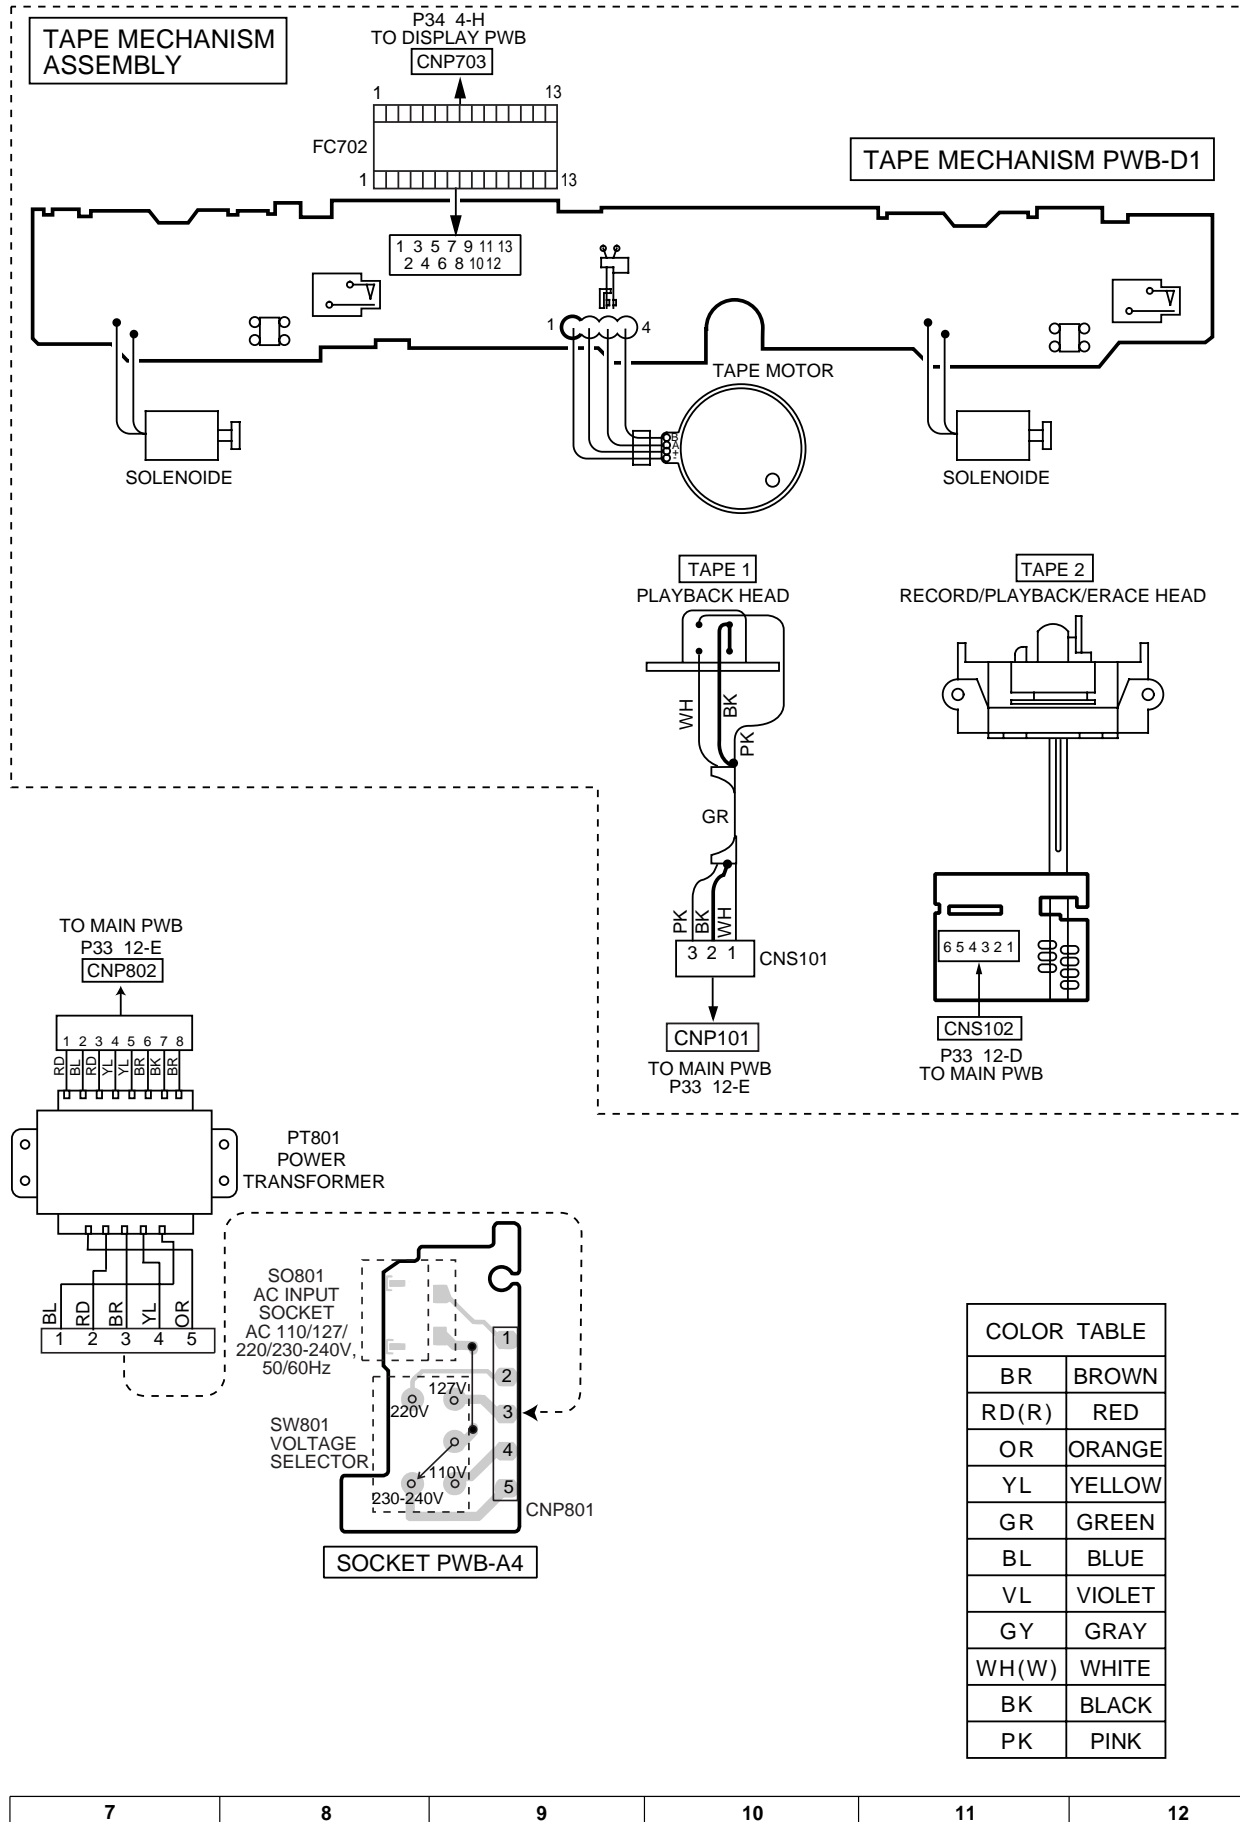 TAPE MECHANISM
ASSEMBLY
P34 4-H
TO DISPLAY PWB
CNP703
1 13
FC702
1 13
TAPE MECHANISM PWB-D1
1 3 5 7 9 11 13
2 4 6 8 10 12
1 4
TAPE MOTOR
B
A
+
-
SOLENOIDE
SOLENOIDE
TAPE 1
PLAYBACK HEAD
WH
BK
PK
GR
PK
BK
WH
3 2 1
CNS101
CNP101
TO MAIN PWB
P33 12-E
TAPE 2
RECORD/PLAYBACK/ERACE HEAD
6 5 4 3 2 1
CNS102
P33 12-D
TO MAIN PWB
TO MAIN PWB
P33 12-E
CNP802
1 2 3 4 5 6 7 8
RD BL RD YL YL BR BK BR
PT801
POWER
TRANSFORMER
BL RD BR YL OR
1 2 3 4 5
SO801
AC INPUT
SOCKET
AC 110/127/
220/230-240V,
50/60Hz
SW801
VOLTAGE
SELECTOR
127V
220V
110V
230-240V
1
2
3
4
5
CNP801
SOCKET PWB-A4
COLOR TABLE
BR BROWN
RD(R) RED
OR ORANGE
YL YELLOW
GR GREEN
BL BLUE
VL VIOLET
GY GRAY
WH(W) WHITE
BK BLACK
PK PINK
7 8 9 10 11 12